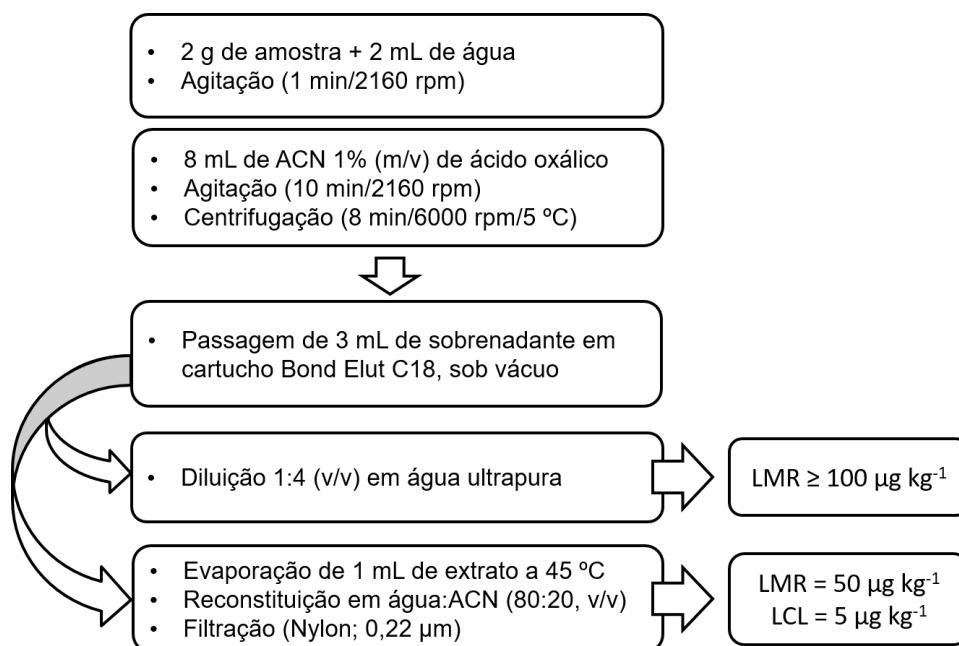 • 2 g de amostra + 2 mL de água
• Agitação (1 min/2160 rpm)
• 8 mL de ACN 1% (m/v) de ácido oxálico
• Agitação (10 min/2160 rpm)
• Centrifugação (8 min/6000 rpm/5 ºC)
• Passagem de 3 mL de sobrenadante em
cartucho Bond Elut C18, sob vácuo
• Diluição 1:4 (v/v) em água ultrapura
LMR ≥ 100 µg kg⁻¹
• Evaporação de 1 mL de extrato a 45 ºC
• Reconstituição em água:ACN (80:20, v/v)
• Filtração (Nylon; 0,22 µm)
LMR = 50 µg kg⁻¹
LCL = 5 µg kg⁻¹